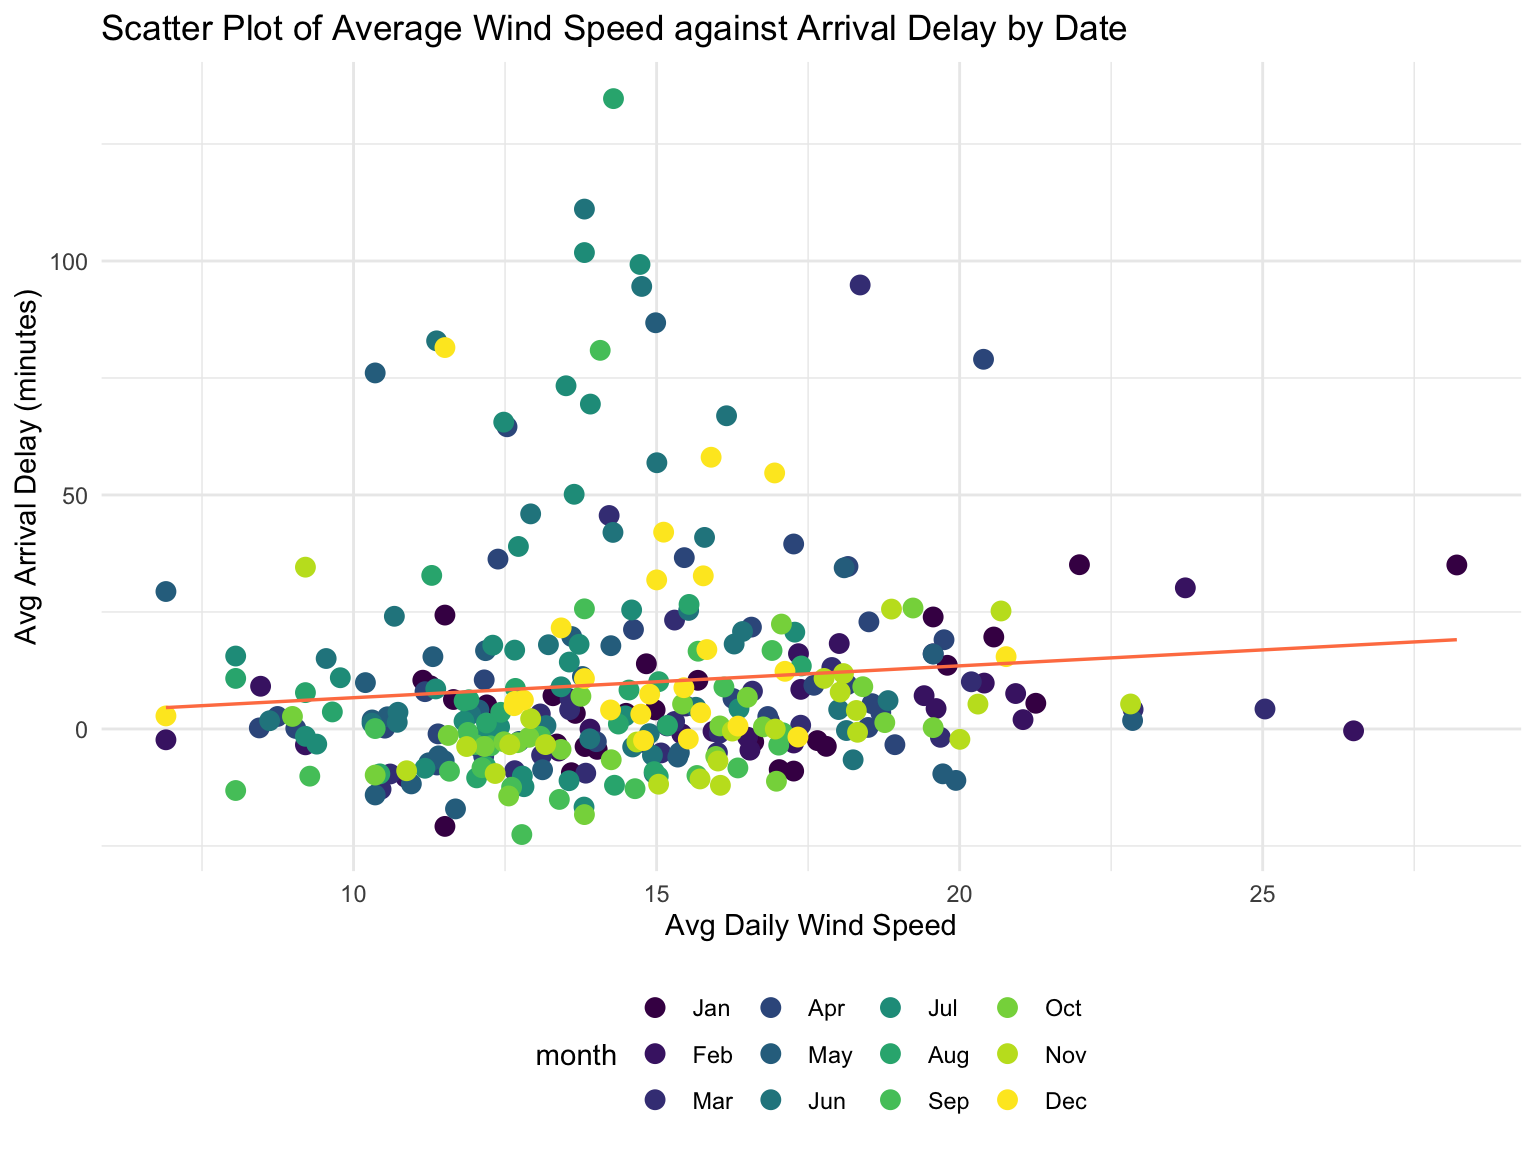 Scatter Plot of Average Wind Speed against Arrival Delay by Date
Avg Arrival Delay (minutes)
100
50
0
10 15 20 25
Avg Daily Wind Speed
month
Jan Apr Jul Oct
Feb May Aug Nov
Mar Jun Sep Dec